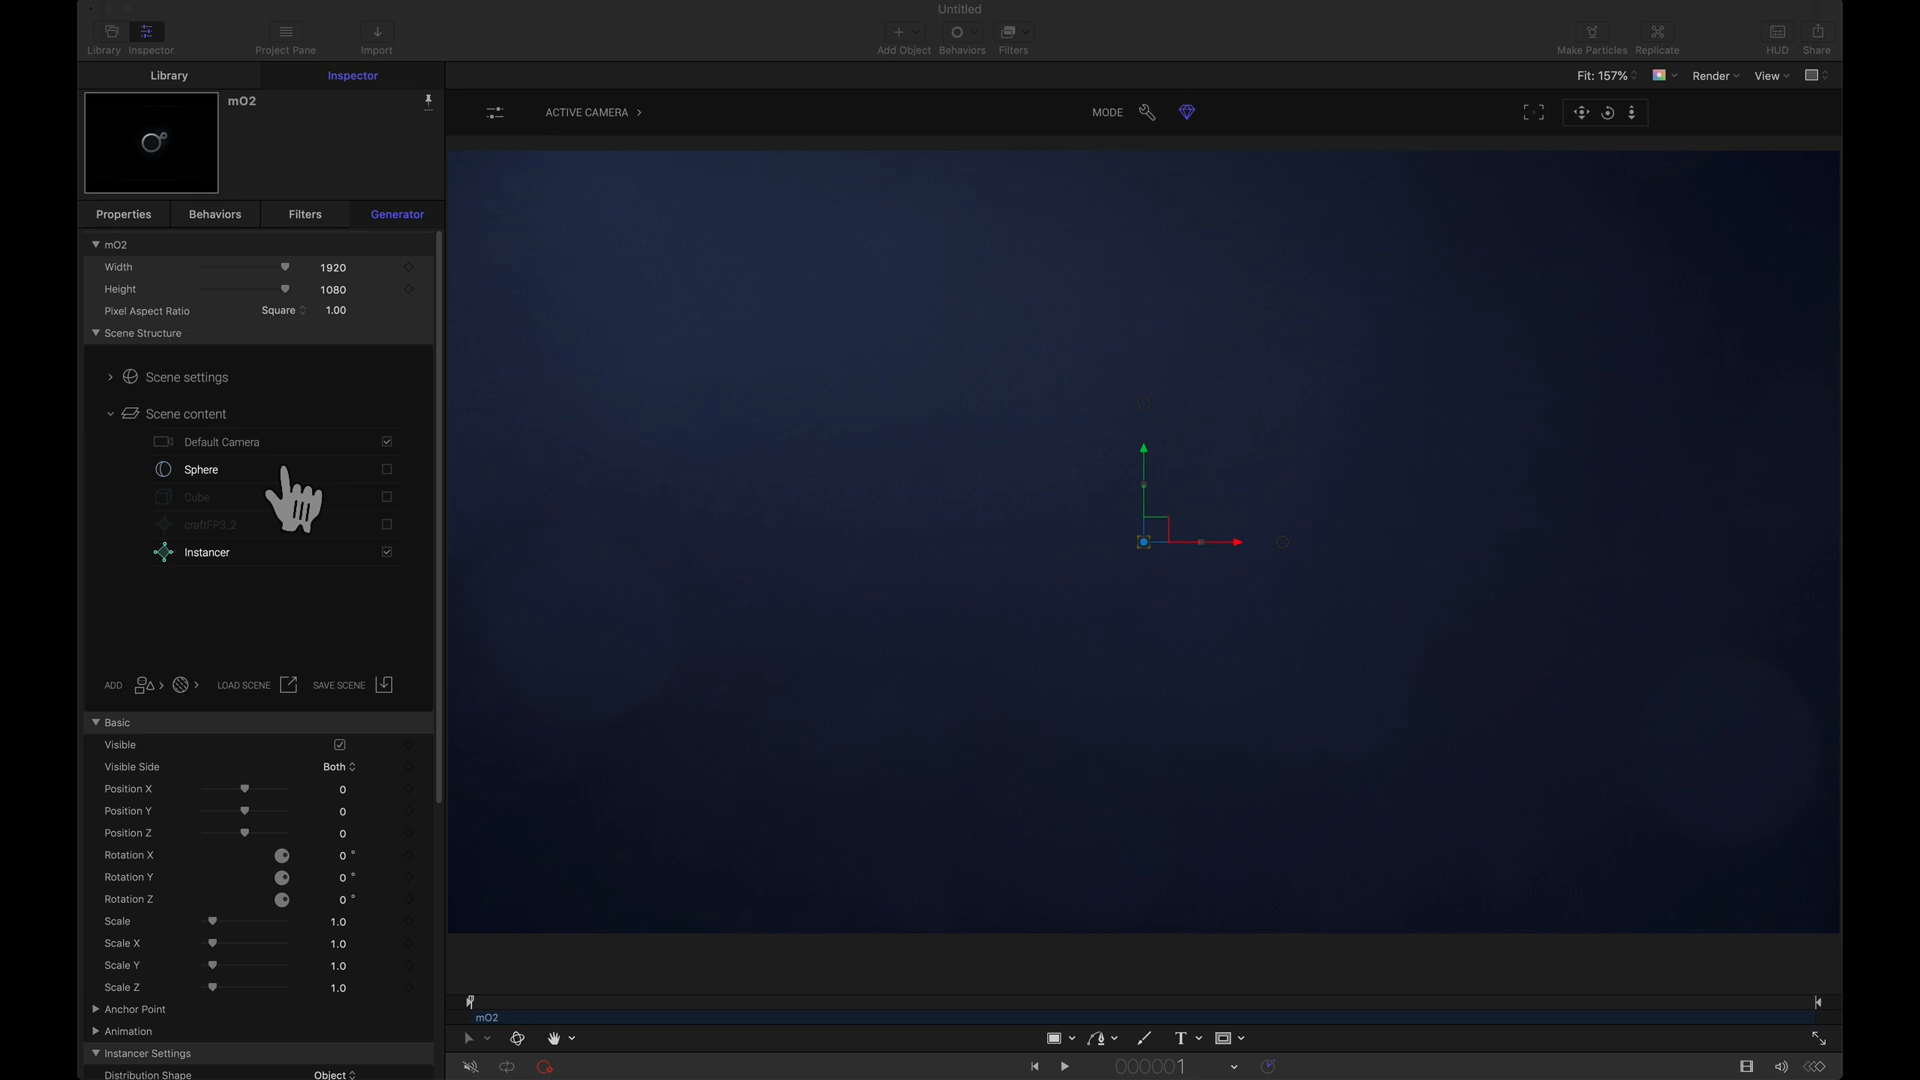 Untitled
Library Inspector Project Pane Import Add Object Behaviors Filters Make Particles Replicate HUD Share
Library Inspector Fit: 157% Render View
mO2
ACTIVE CAMERA MODE
Properties Behaviors Filters Generator
mO2
Width 1920
Height 1080
Pixel Aspect Ratio Square 1.00
Scene Structure
Scene settings
Scene content
Default Camera
Sphere
Cube
craftFP3_2
Instancer
ADD LOAD SCENE SAVE SCENE
Basic
Visible
Visible Side Both
Position X 0
Position Y 0
Position Z 0
Rotation X 0 °
Rotation Y 0 °
Rotation Z 0 °
Scale 1.0
Scale X 1.0
Scale Y 1.0
Scale Z 1.0
Anchor Point
mO2
Animation
Instancer Settings
Distribution Shape Object
000001